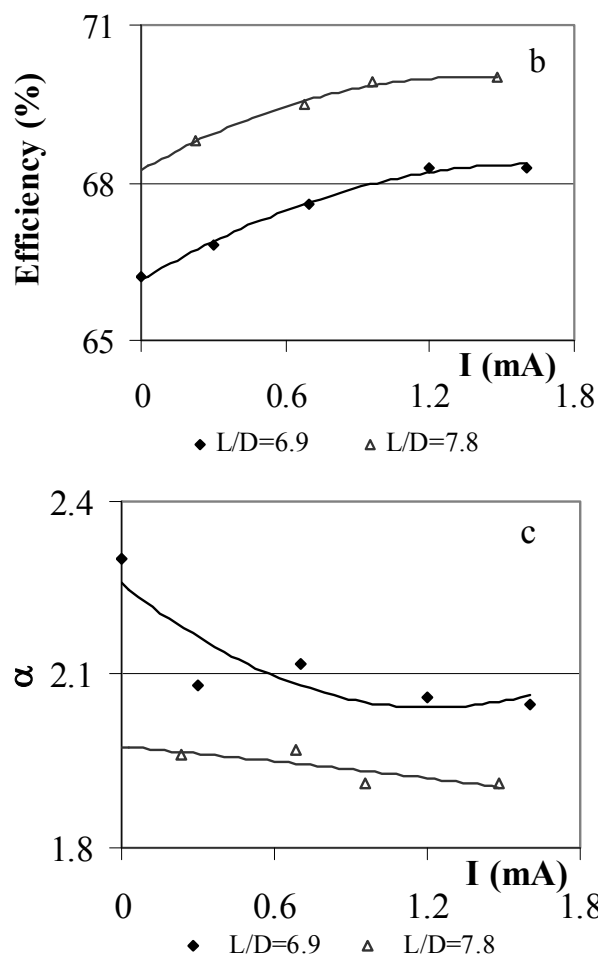 71
b
Efficiency (%)
68
65
I (mA)
0 0.6 1.2 1.8
L/D=6.9 L/D=7.8
2.4
c
α
2.1
1.8
I (mA)
0 0.6 1.2 1.8
L/D=6.9 L/D=7.8